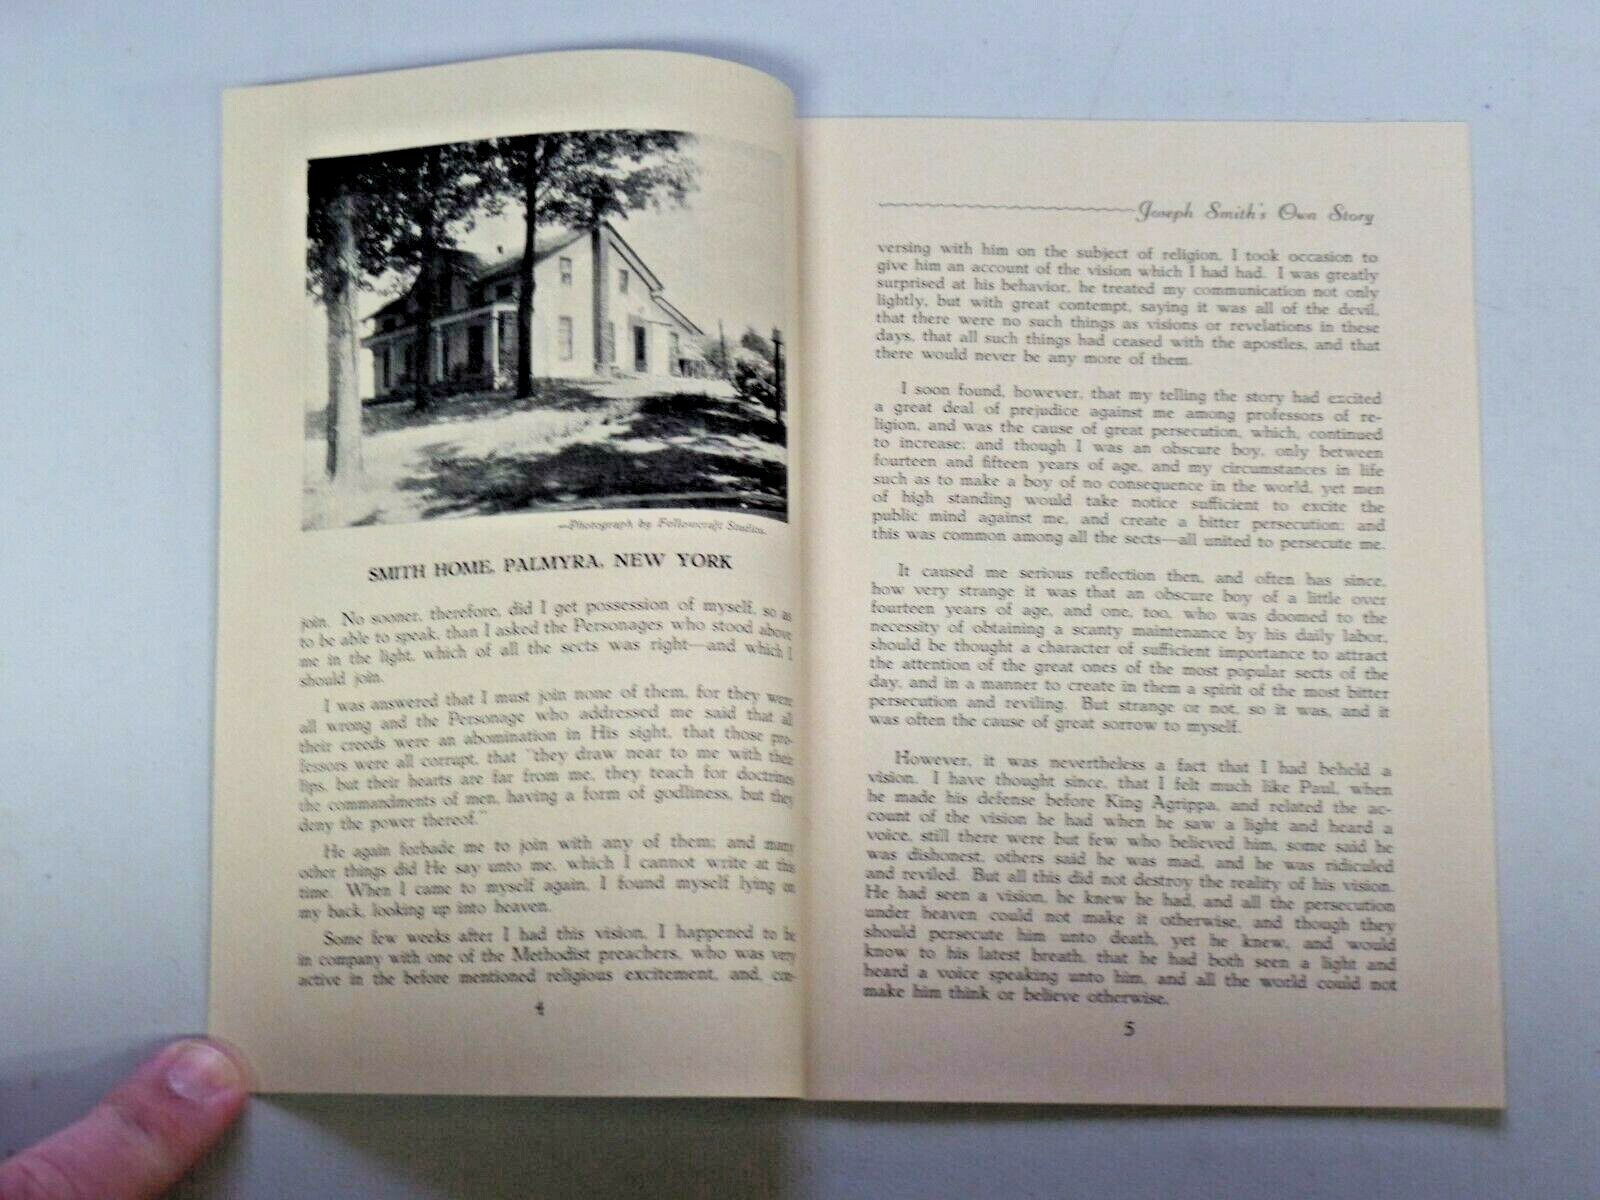 —Photograph by Fellowcraft Studios.
SMITH HOME, PALMYRA, NEW YORK
join. No sooner, therefore, did I get possession of myself, so as
to be able to speak, than I asked the Personages who stood above
me in the light, which of all the sects was right—and which I
should join.
I was answered that I must join none of them, for they were
all wrong and the Personage who addressed me said that all
their creeds were an abomination in His sight, that those pro-
fessors were all corrupt, that "they draw near to me with their
lips, but their hearts are far from me, they teach for doctrines
the commandments of men, having a form of godliness, but they
deny the power thereof."
He again forbade me to join with any of them; and many
other things did He say unto me, which I cannot write at this
time. When I came to myself again, I found myself lying on
my back, looking up into heaven.
Some few weeks after I had this vision, I happened to be
in company with one of the Methodist preachers, who was very
active in the before mentioned religious excitement, and, con-
4
Joseph Smith's Own Story
versing with him on the subject of religion, I took occasion to
give him an account of the vision which I had had. I was greatly
surprised at his behavior, he treated my communication not only
lightly, but with great contempt, saying it was all of the devil,
that there were no such things as visions or revelations in these
days, that all such things had ceased with the apostles, and that
there would never be any more of them.
I soon found, however, that my telling the story had excited
a great deal of prejudice against me among professors of re-
ligion, and was the cause of great persecution, which, continued
to increase; and though I was an obscure boy, only between
fourteen and fifteen years of age, and my circumstances in life
such as to make a boy of no consequence in the world, yet men
of high standing would take notice sufficient to excite the
public mind against me, and create a bitter persecution; and
this was common among all the sects—all united to persecute me.
It caused me serious reflection then, and often has since,
how very strange it was that an obscure boy of a little over
fourteen years of age, and one, too, who was doomed to the
necessity of obtaining a scanty maintenance by his daily labor,
should be thought a character of sufficient importance to attract
the attention of the great ones of the most popular sects of the
day, and in a manner to create in them a spirit of the most bitter
persecution and reviling. But strange or not, so it was, and it
was often the cause of great sorrow to myself.
However, it was nevertheless a fact that I had beheld a
vision. I have thought since, that I felt much like Paul, when
he made his defense before King Agrippa, and related the ac-
count of the vision he had when he saw a light and heard a
voice, still there were but few who believed him, some said he
was dishonest, others said he was mad, and he was ridiculed
and reviled. But all this did not destroy the reality of his vision.
He had seen a vision, he knew he had, and all the persecution
under heaven could not make it otherwise, and though they
should persecute him unto death, yet he knew, and would
know to his latest breath, that he had both seen a light and
heard a voice speaking unto him, and all the world could not
make him think or believe otherwise.
5